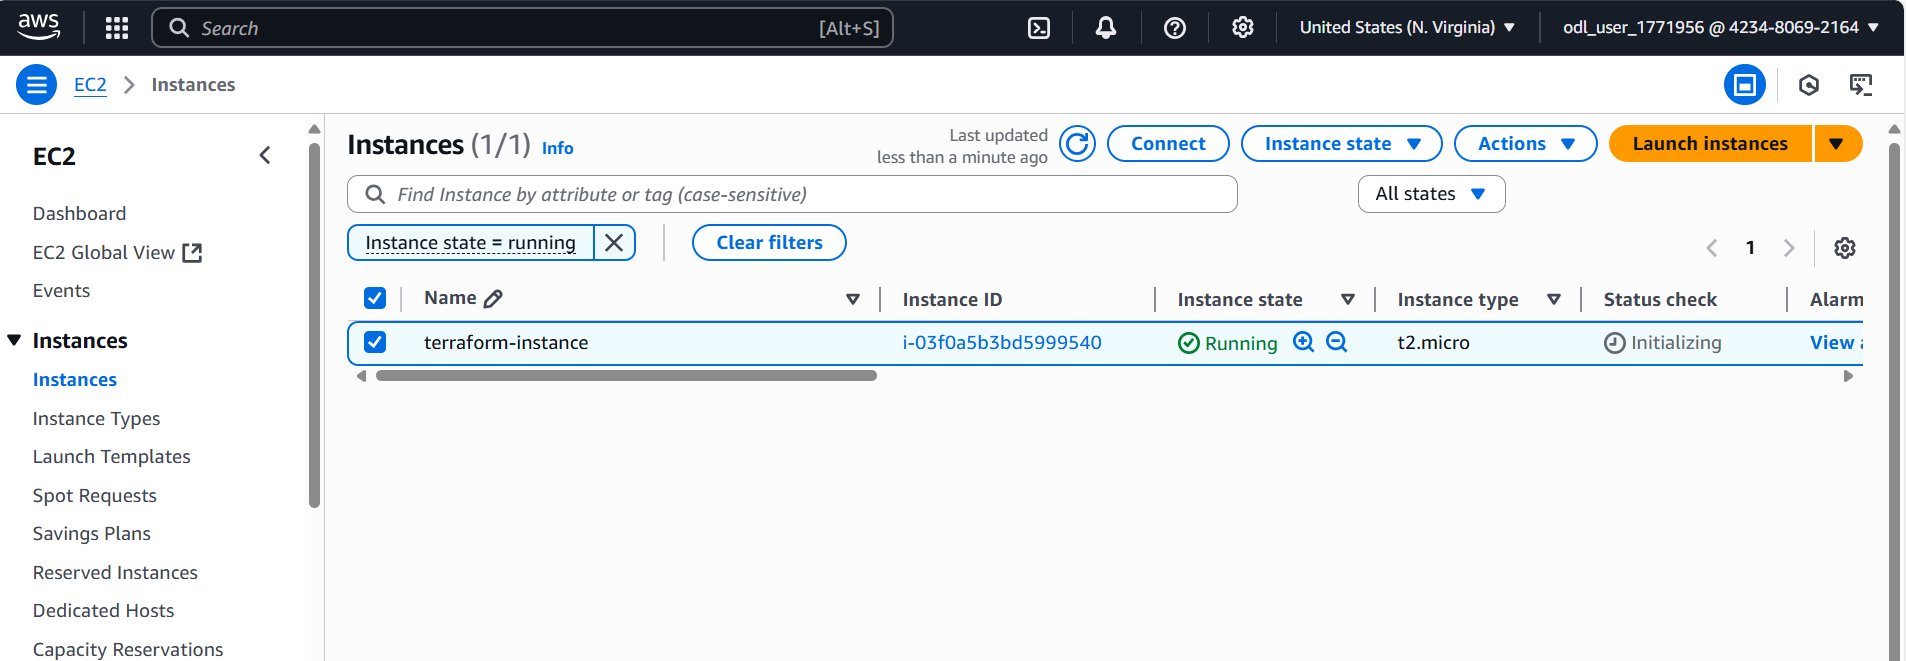 aws
Search [Alt+S]
United States (N. Virginia)
odl_user_1771956 @ 4234-8069-2164
EC2
Instances
EC2
Dashboard
EC2 Global View
Events
Instances
Instances
Instance Types
Launch Templates
Spot Requests
Savings Plans
Reserved Instances
Dedicated Hosts
Capacity Reservations
Instances (1/1) Info
Last updated
less than a minute ago
Connect
Instance state
Actions
Launch instances
Find Instance by attribute or tag (case-sensitive)
All states
Instance state = running
Clear filters
1
Name Instance ID Instance state Instance type Status check Alarm
terraform-instance i-03f0a5b3bd5999540 Running t2.micro Initializing View a